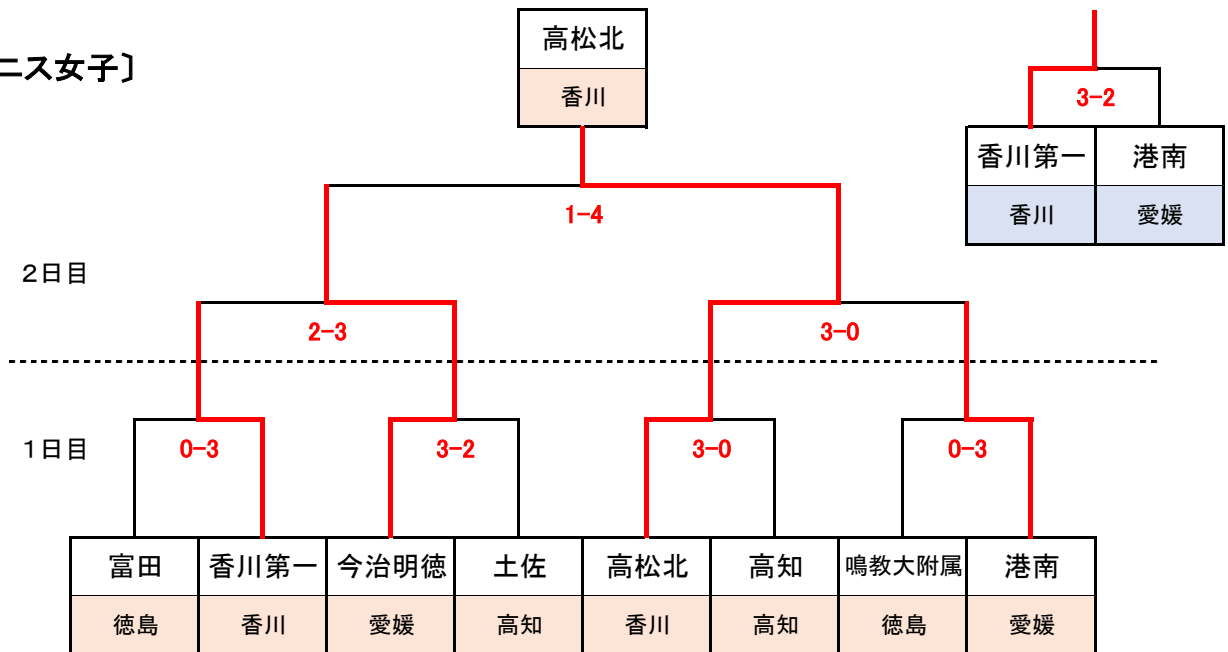 高松北
ニス女子〕
香川
3-2
香川第一 港南
香川 愛媛
1-4
2日目
2-3 3-0
1日目 0-3 3-2 3-0 0-3
富田 香川第一 今治明徳 土佐 高松北 高知 鳴教大附属 港南
徳島 香川 愛媛 高知 香川 高知 徳島 愛媛